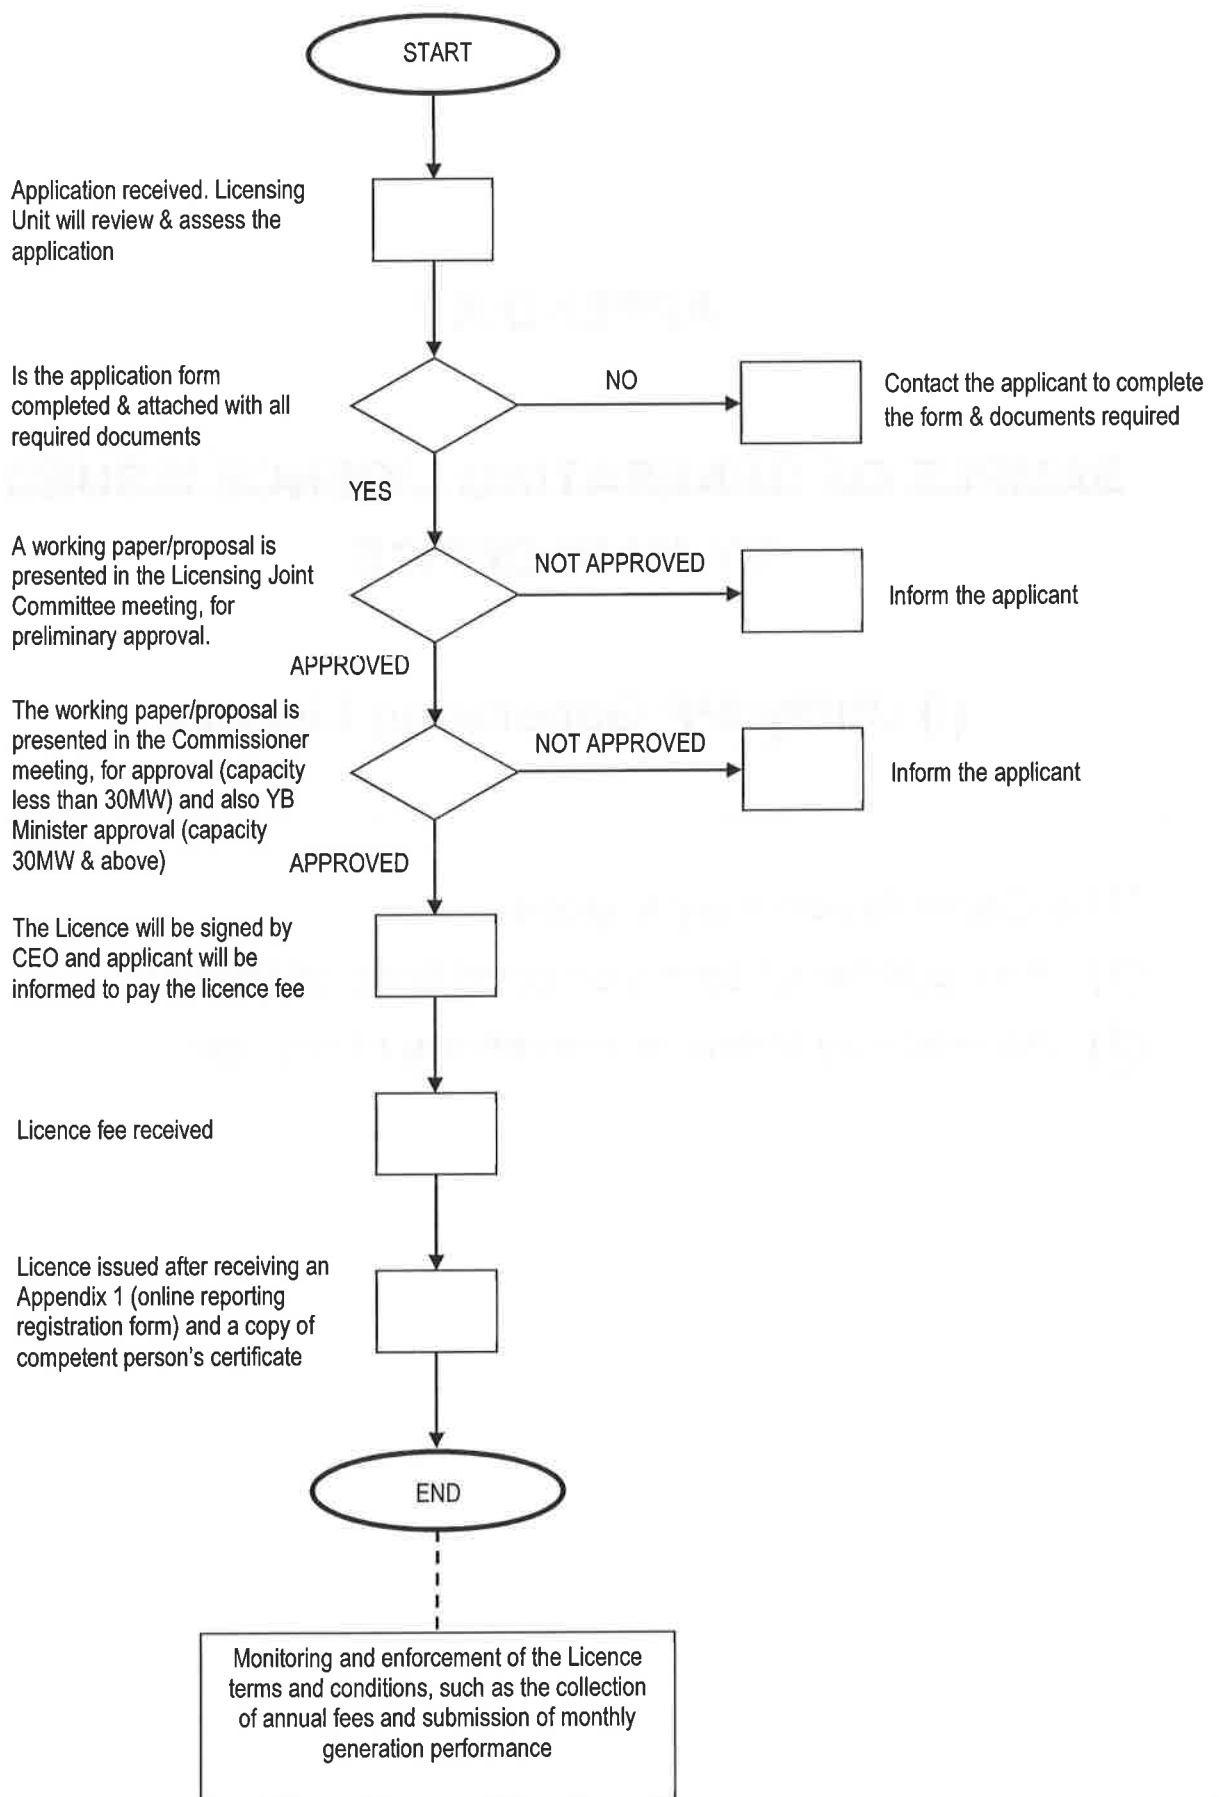 START
Application received. Licensing
Unit will review & assess the
application
Is the application form
completed & attached with all
required documents
NO
Contact the applicant to complete
the form & documents required
YES
A working paper/proposal is
presented in the Licensing Joint
Committee meeting, for
preliminary approval.
NOT APPROVED
Inform the applicant
APPROVED
The working paper/proposal is
presented in the Commissioner
meeting, for approval (capacity
less than 30MW) and also YB
Minister approval (capacity
30MW & above)
NOT APPROVED
Inform the applicant
APPROVED
The Licence will be signed by
CEO and applicant will be
informed to pay the licence fee
Licence fee received
Licence issued after receiving an
Appendix 1 (online reporting
registration form) and a copy of
competent person's certificate
END
Monitoring and enforcement of the Licence
terms and conditions, such as the collection
of annual fees and submission of monthly
generation performance